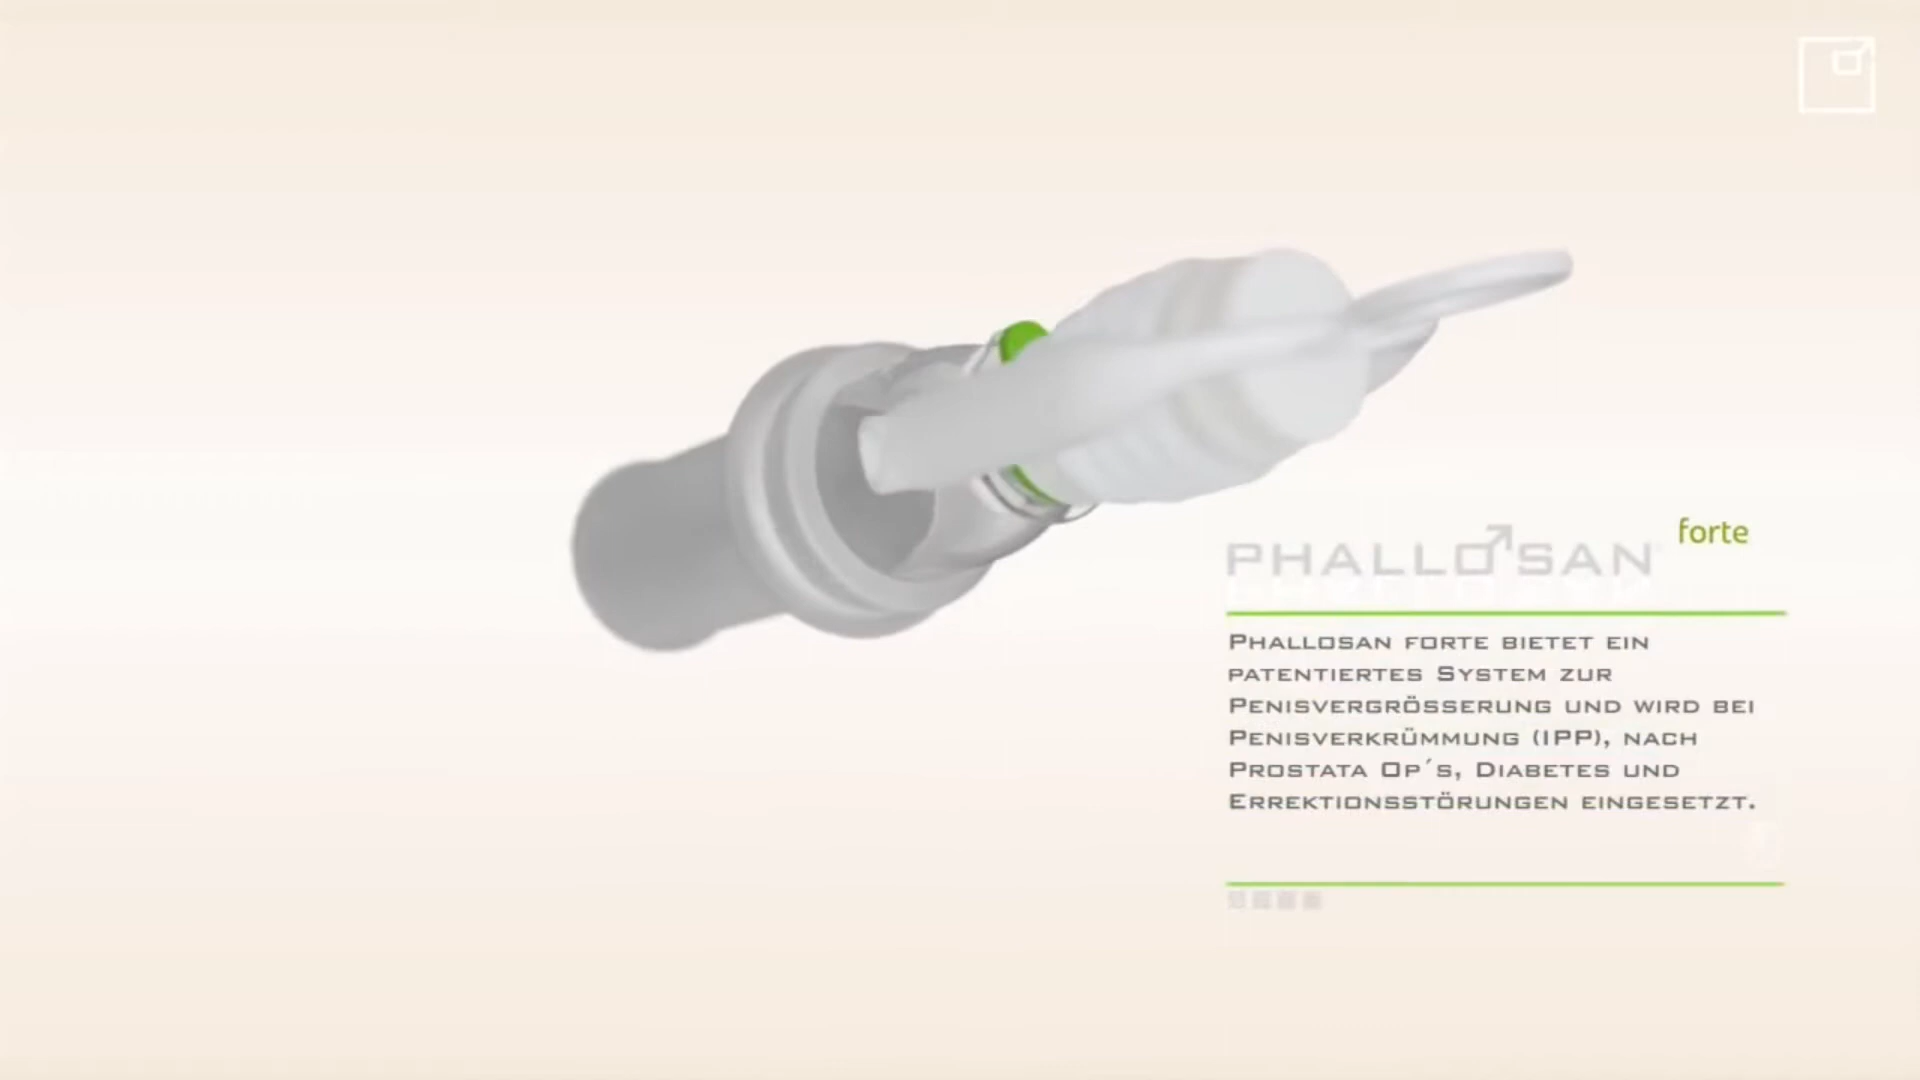 PHALLOSAN forte
Phallosan forte bietet ein
patentiertes System zur
Penisvergrösserung und wird bei
Penisverkrümmung (IPP), nach
Prostata Op´s, Diabetes und
Errektionsstörungen eingesetzt.